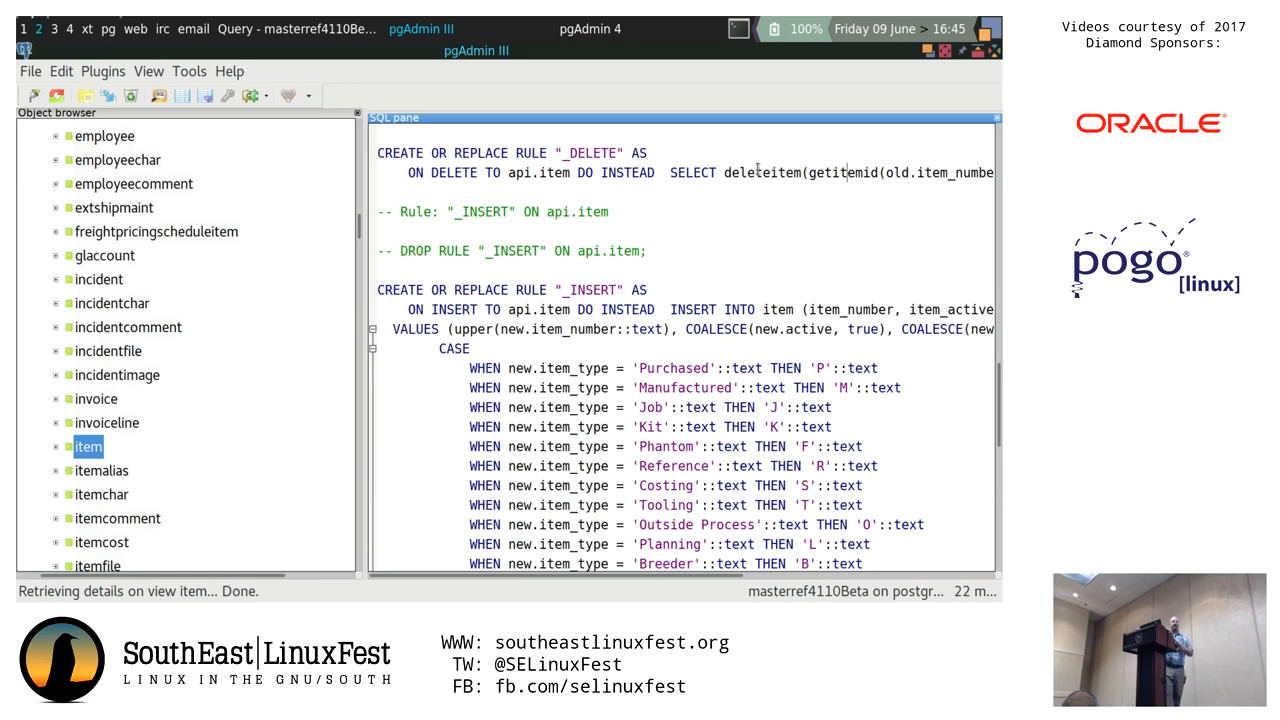 1 2 3 4 xt pg web irc email Query - masterref4110Be... pgAdmin III pgAdmin 4 100% Friday 09 June > 16:45
pgAdmin III
File Edit Plugins View Tools Help
Object browser
employee
employeechar
employeecomment
extshipmaint
freightpricingscheduleitem
glaccount
incident
incidentchar
incidentcomment
incidentfile
incidentimage
invoice
invoiceline
item
itemalias
itemchar
itemcomment
itemcost
itemfile
SQL pane
CREATE OR REPLACE RULE "_DELETE" AS
ON DELETE TO api.item DO INSTEAD SELECT deleteitem(getitemid(old.item_numbe
-- Rule: "_INSERT" ON api.item
-- DROP RULE "_INSERT" ON api.item;
CREATE OR REPLACE RULE "_INSERT" AS
ON INSERT TO api.item DO INSTEAD INSERT INTO item (item_number, item_active
VALUES (upper(new.item_number::text), COALESCE(new.active, true), COALESCE(new
CASE
WHEN new.item_type = 'Purchased'::text THEN 'P'::text
WHEN new.item_type = 'Manufactured'::text THEN 'M'::text
WHEN new.item_type = 'Job'::text THEN 'J'::text
WHEN new.item_type = 'Kit'::text THEN 'K'::text
WHEN new.item_type = 'Phantom'::text THEN 'F'::text
WHEN new.item_type = 'Reference'::text THEN 'R'::text
WHEN new.item_type = 'Costing'::text THEN 'S'::text
WHEN new.item_type = 'Tooling'::text THEN 'T'::text
WHEN new.item_type = 'Outside Process'::text THEN 'O'::text
WHEN new.item_type = 'Planning'::text THEN 'L'::text
WHEN new.item_type = 'Breeder'::text THEN 'B'::text
Retrieving details on view item... Done.
masterref4110Beta on postgr... 22 m...
Videos courtesy of 2017
Diamond Sponsors:
ORACLE®
pogo®
[linux]
SouthEast|LinuxFest
LINUX IN THE GNU/SOUTH
WWW: southeastlinuxfest.org
TW: @SELinuxFest
FB: fb.com/selinuxfest